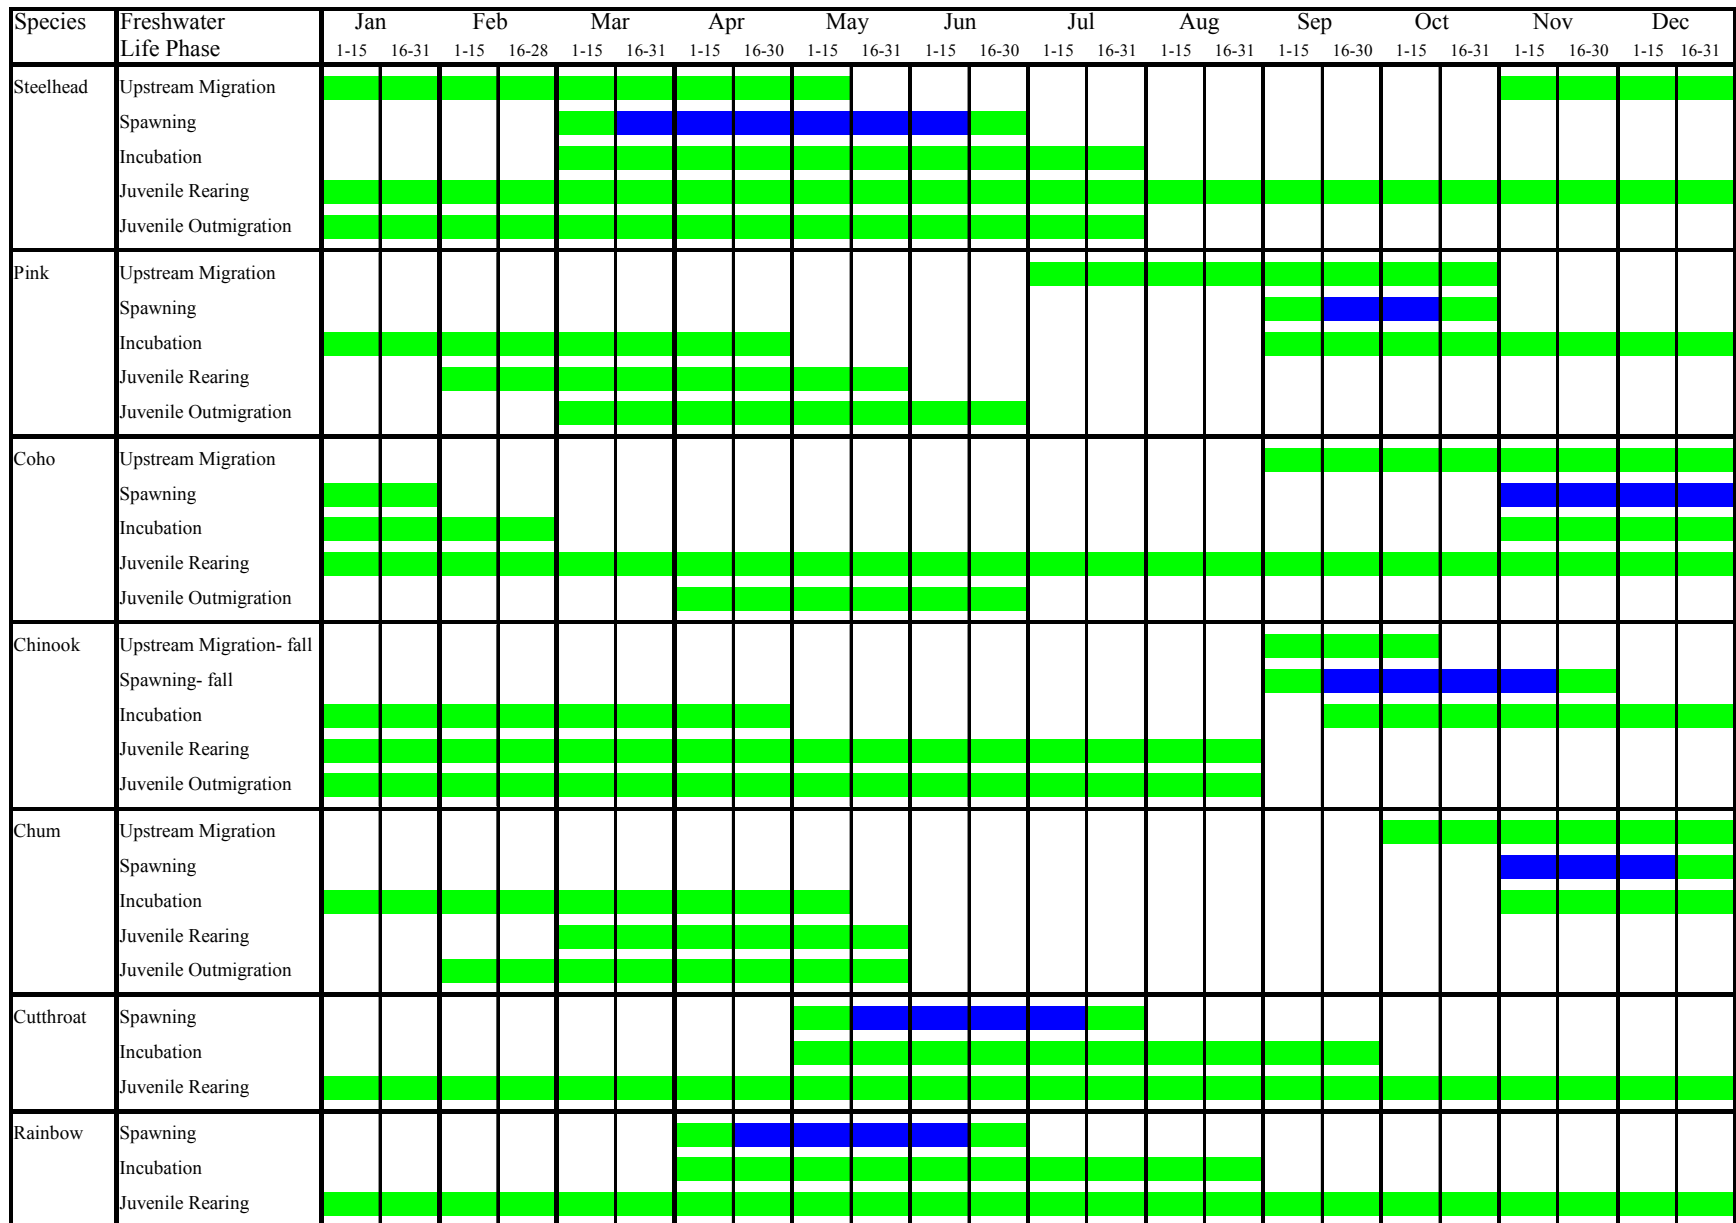 Species Freshwater Jan Feb Mar Apr May Jun Jul Aug Sep Oct Nov Dec
Life Phase 1-15 16-31 1-15 16-28 1-15 16-31 1-15 16-30 1-15 16-31 1-15 16-30 1-15 16-31 1-15 16-31 1-15 16-30 1-15 16-31 1-15 16-30 1-15 16-31
Steelhead Upstream Migration
Spawning
Incubation
Juvenile Rearing
Juvenile Outmigration
Pink Upstream Migration
Spawning
Incubation
Juvenile Rearing
Juvenile Outmigration
Coho Upstream Migration
Spawning
Incubation
Juvenile Rearing
Juvenile Outmigration
Chinook Upstream Migration- fall
Spawning- fall
Incubation
Juvenile Rearing
Juvenile Outmigration
Chum Upstream Migration
Spawning
Incubation
Juvenile Rearing
Juvenile Outmigration
Cutthroat Spawning
Incubation
Juvenile Rearing
Rainbow Spawning
Incubation
Juvenile Rearing